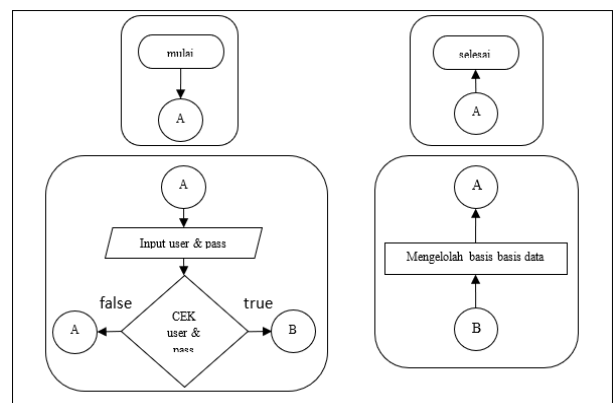 mulai
A
selesai
A
A
Input user & pass
false
true
A
CEK
user &
pass
B
A
Mengelolah basis basis data
B